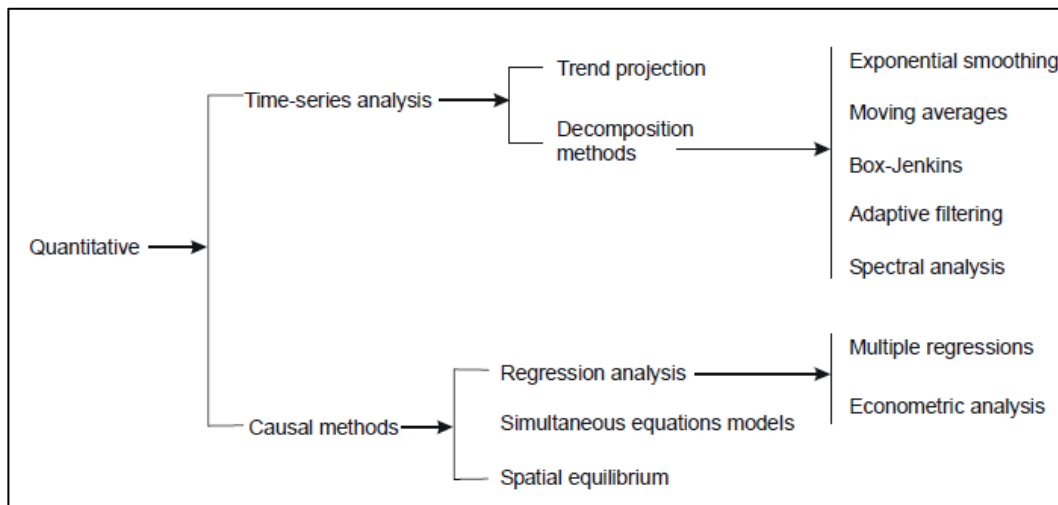 Quantitative
Time-series analysis
Trend projection
Decomposition
methods
Exponential smoothing
Moving averages
Box-Jenkins
Adaptive filtering
Spectral analysis
Causal methods
Regression analysis
Simultaneous equations models
Spatial equilibrium
Multiple regressions
Econometric analysis